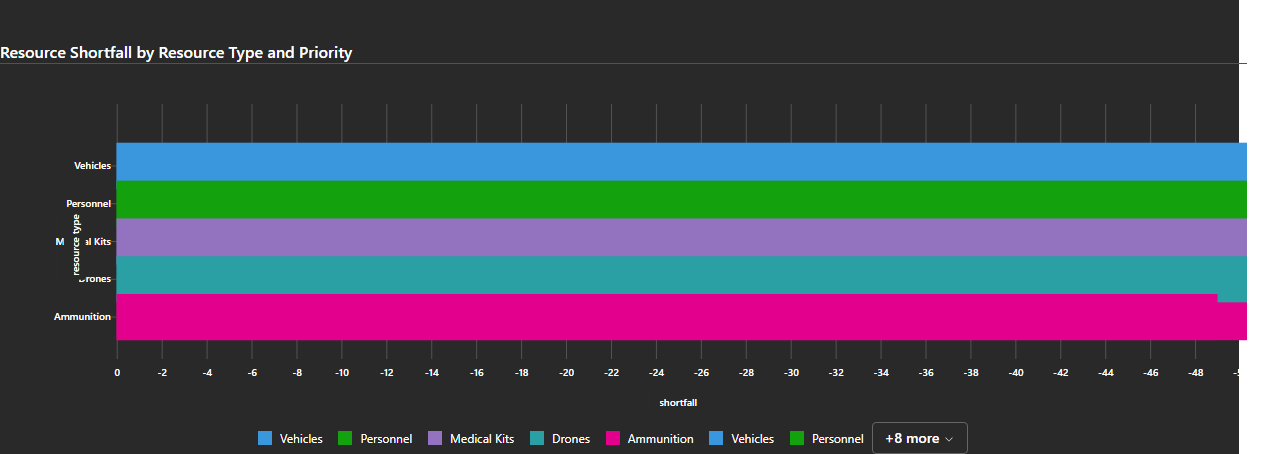 Resource Shortfall by Resource Type and Priority
Vehicles
Personnel
resource type
Kits
Ammunition
0 -2 -4 -6 -8 -10 -12 -14 -16 -18 -20 -22 -24 -26 -28 -30 -32 -34 -36 -38 -40 -42 -44 -46 -48
shortfall
Vehicles Personnel Medical Kits Drones Ammunition Vehicles Personnel +8 more